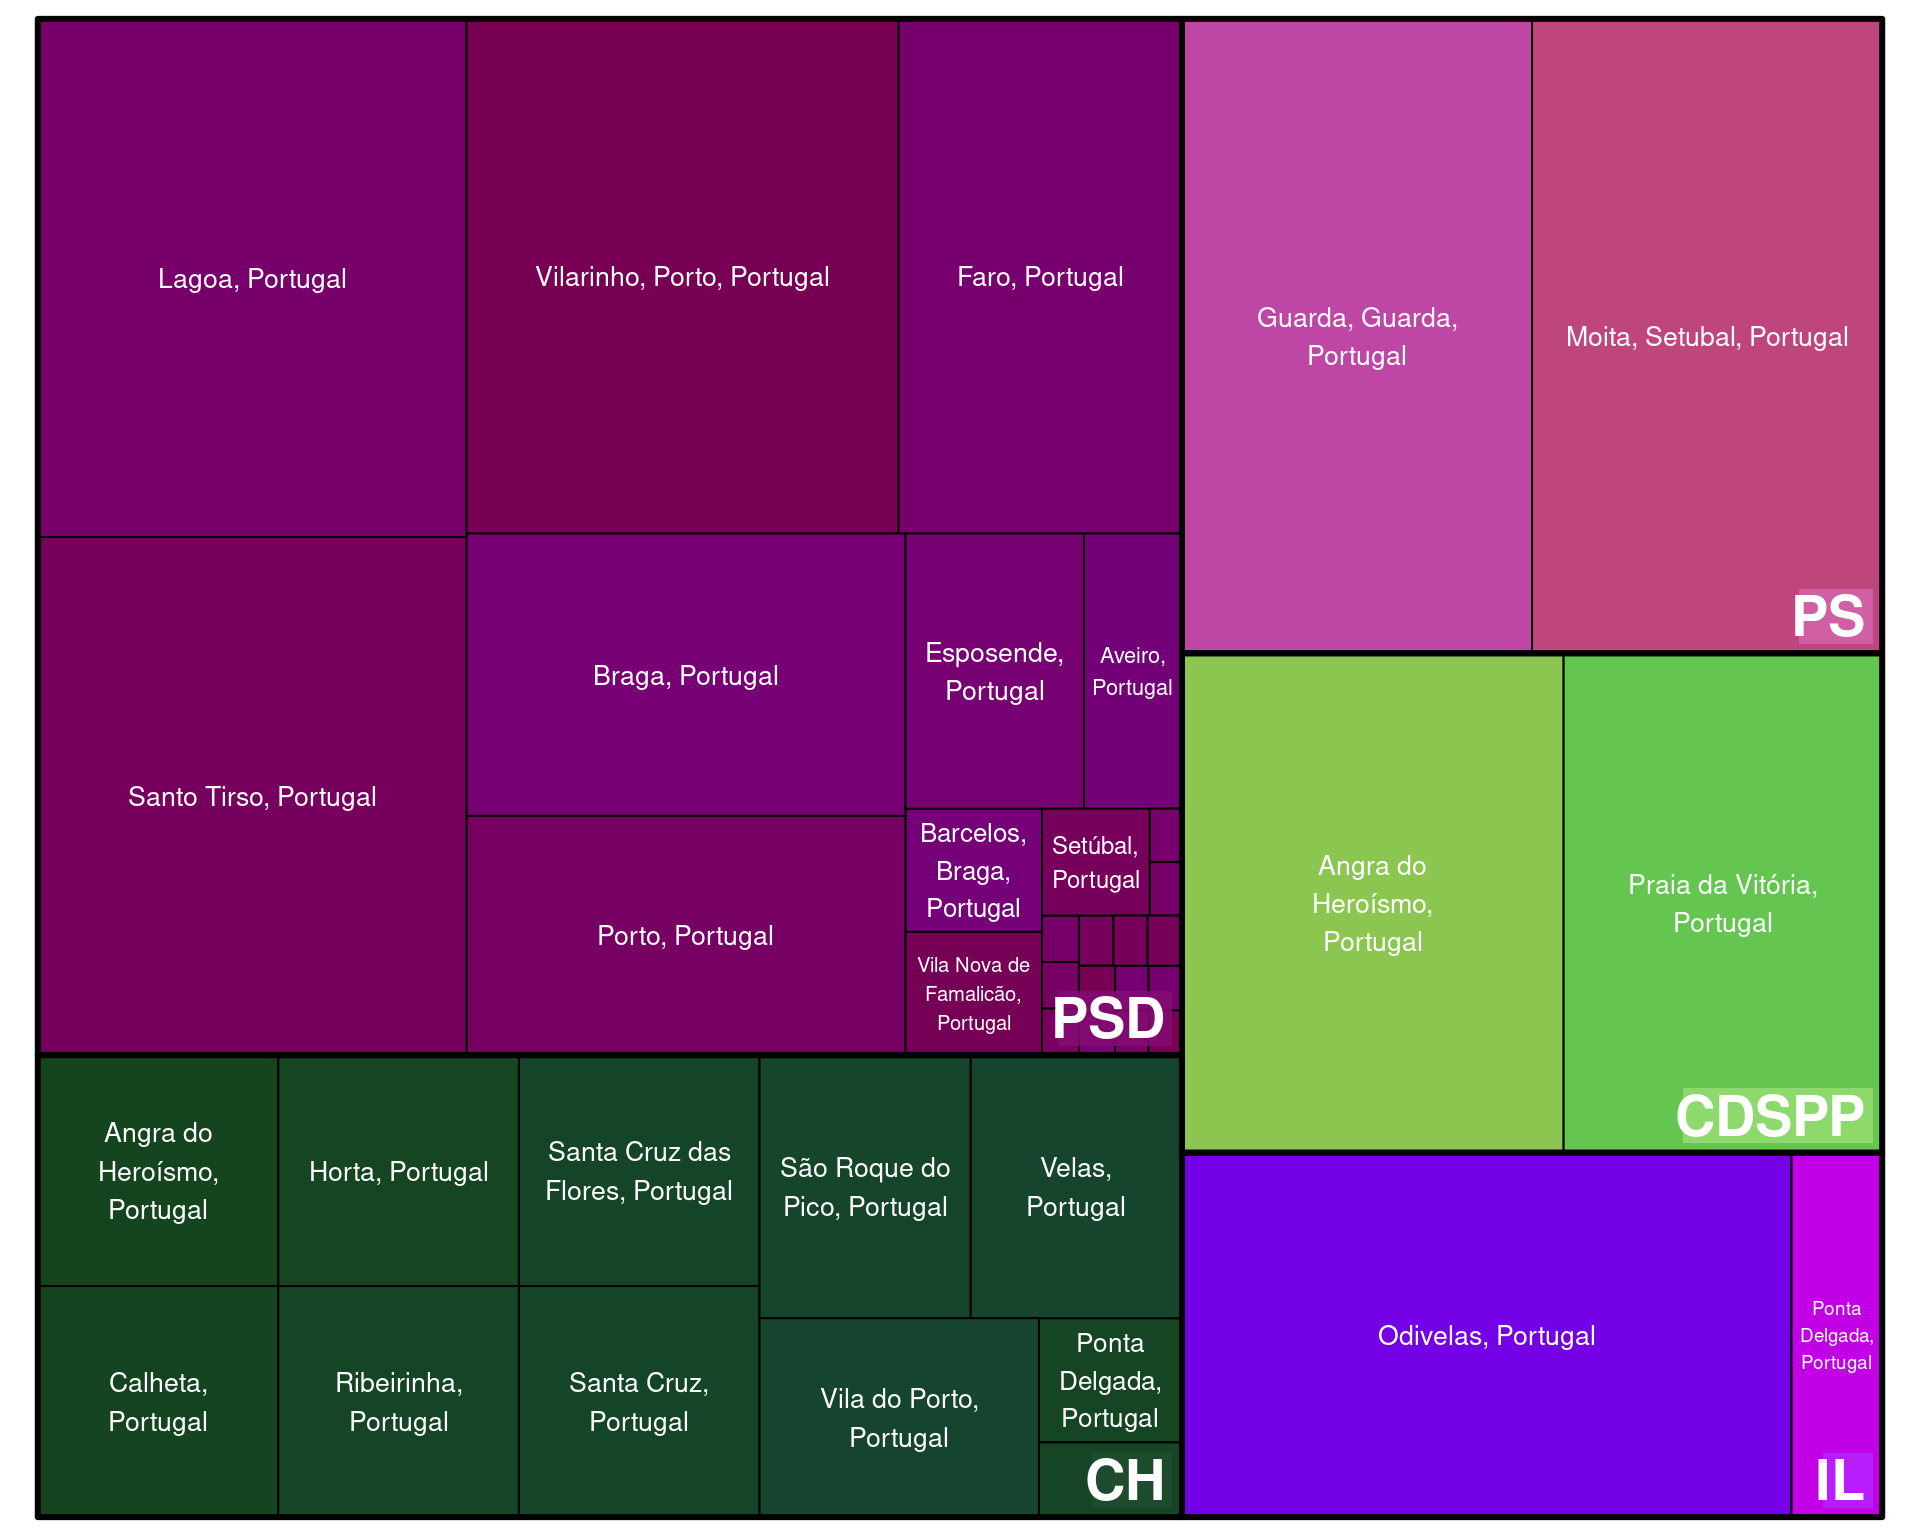 Lagoa, Portugal
Vilarinho, Porto, Portugal
Faro, Portugal
Santo Tirso, Portugal
Braga, Portugal
Esposende,
Portugal
Aveiro,
Portugal
Porto, Portugal
Barcelos,
Braga,
Portugal
Setúbal,
Portugal
Vila Nova de
Famalicão,
Portugal
PSD
Angra do
Heroísmo,
Portugal
Horta, Portugal
Santa Cruz das
Flores, Portugal
São Roque do
Pico, Portugal
Velas,
Portugal
Calheta,
Portugal
Ribeirinha,
Portugal
Santa Cruz,
Portugal
Vila do Porto,
Portugal
Ponta
Delgada,
Portugal
CH
Guarda, Guarda,
Portugal
Moita, Setubal, Portugal
PS
Angra do
Heroísmo,
Portugal
Praia da Vitória,
Portugal
CDSPP
Odivelas, Portugal
Ponta
Delgada,
Portugal
IL